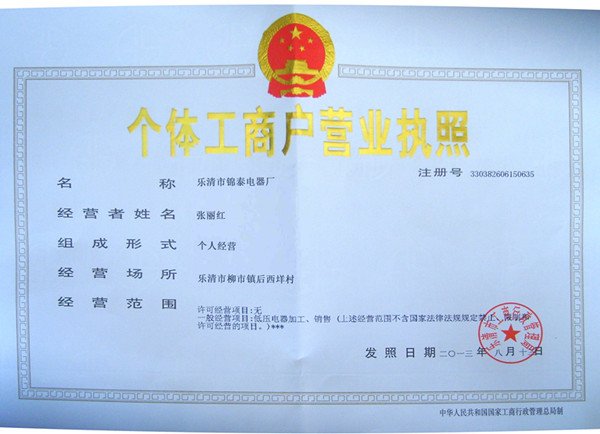 个体工商户营业执照
注册号 330382606150635
名称 乐清市锦泰电器厂
经营者姓名 张丽红
组成形式 个人经营
经营场所 乐清市柳市镇后西垟村
经营范围 许可经营项目:无
一般经营项目:低压电器加工、销售(上述经营范围不含国家法律法规规定禁止、限制和
许可经营的项目。)***
发照日期 二〇一三年八月十日
中华人民共和国国家工商行政管理总局制